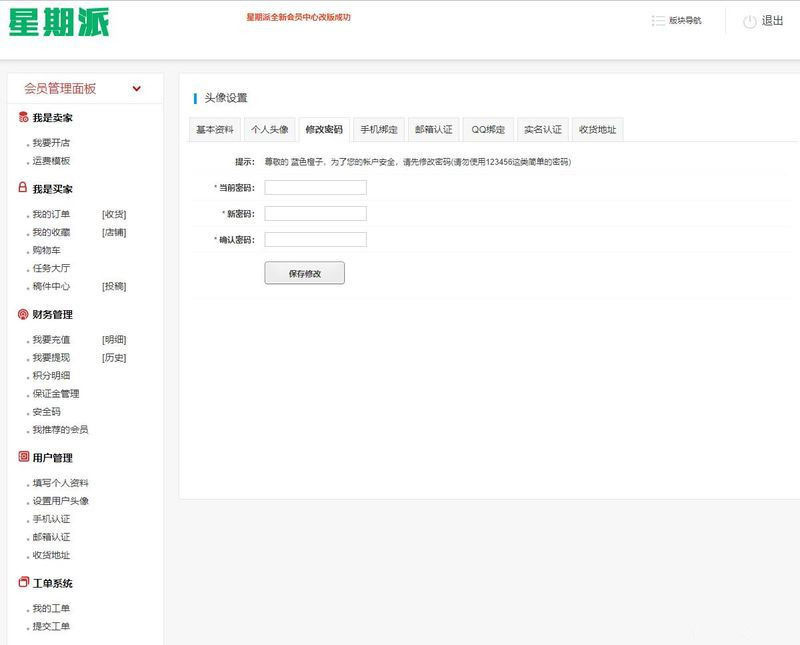 星期派
星期派全新会员中心改版成功
版块导航
退出
会员管理面板
我是卖家
我要开店
运费模板
我是买家
我的订单 [收货]
我的收藏 [店铺]
购物车
任务大厅
稿件中心 [投稿]
财务管理
我要充值 [明细]
我要提现 [历史]
积分明细
保证金管理
安全码
我推荐的会员
用户管理
填写个人资料
设置用户头像
手机认证
邮箱认证
收货地址
工单系统
我的工单
提交工单
头像设置
基本资料 个人头像 修改密码 手机绑定 邮箱认证 QQ绑定 实名认证 收货地址
提示: 尊敬的 蓝色橙子, 为了您的帐户安全, 请先修改密码(请勿使用123456这类简单的密码)
* 当前密码:
* 新密码:
* 确认密码:
保存修改